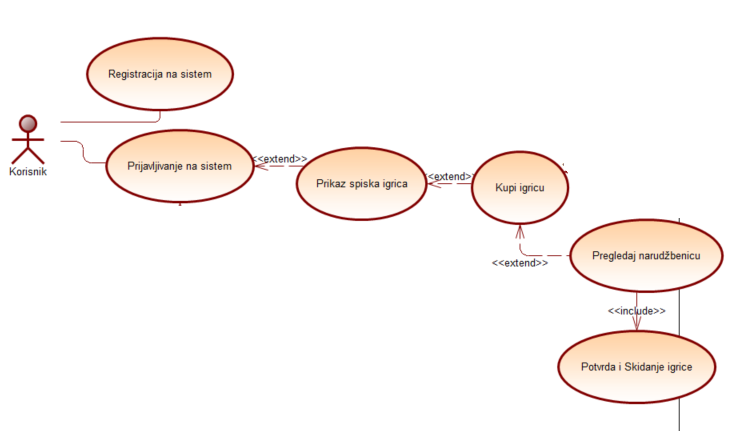 Registracija na sistem
Korisnik
Prijavljivanje na sistem
<<extend>>
Prikaz spiska igrica
<<extend>>
Kupi igricu
<<extend>>
Pregledaj narudžbenicu
<<include>>
Potvrda i Skidanje igrice